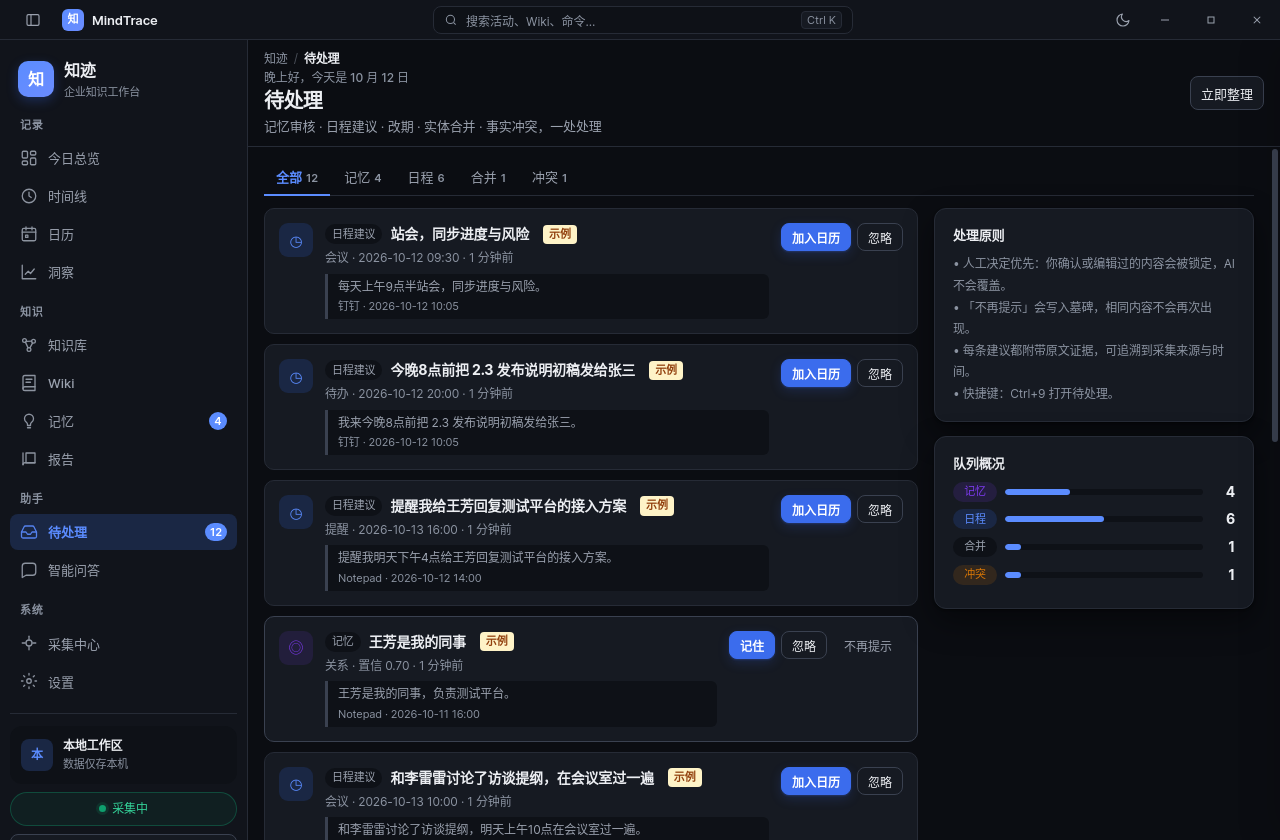 知 MindTrace
搜索活动、Wiki、命令... Ctrl K
知
知迹
企业知识工作台
记录
今日总览
时间线
日历
洞察
知识
知识库
Wiki
记忆 4
报告
助手
待处理 12
智能问答
系统
采集中心
设置
本
本地工作区
数据仅存本机
采集中
知迹 / 待处理
晚上好，今天是 10 月 12 日
待处理
记忆审核 · 日程建议 · 改期 · 实体合并 · 事实冲突，一处处理
立即整理
全部 12 记忆 4 日程 6 合并 1 冲突 1
日程建议 站会，同步进度与风险 示例 加入日历 忽略
会议 · 2026-10-12 09:30 · 1 分钟前
每天上午9点半站会，同步进度与风险。
钉钉 · 2026-10-12 10:05
日程建议 今晚8点前把 2.3 发布说明初稿发给张三 示例 加入日历 忽略
待办 · 2026-10-12 20:00 · 1 分钟前
我来今晚8点前把 2.3 发布说明初稿发给张三。
钉钉 · 2026-10-12 10:05
日程建议 提醒我给王芳回复测试平台的接入方案 示例 加入日历 忽略
提醒 · 2026-10-13 16:00 · 1 分钟前
提醒我明天下午4点给王芳回复测试平台的接入方案。
Notepad · 2026-10-12 14:00
记忆 王芳是我的同事 示例 记住 忽略 不再提示
关系 · 置信 0.70 · 1 分钟前
王芳是我的同事，负责测试平台。
Notepad · 2026-10-11 16:00
日程建议 和李雷雷讨论了访谈提纲，在会议室过一遍 示例 加入日历 忽略
会议 · 2026-10-13 10:00 · 1 分钟前
和李雷雷讨论了访谈提纲，明天上午10点在会议室过一遍。
处理原则
• 人工决定优先：你确认或编辑过的内容会被锁定，AI
不会覆盖。
• 「不再提示」会写入墓碑，相同内容不会再次出
现。
• 每条建议都附带原文证据，可追溯到采集来源与时
间。
• 快捷键：Ctrl+9 打开待处理。
队列概况
记忆 4
日程 6
合并 1
冲突 1